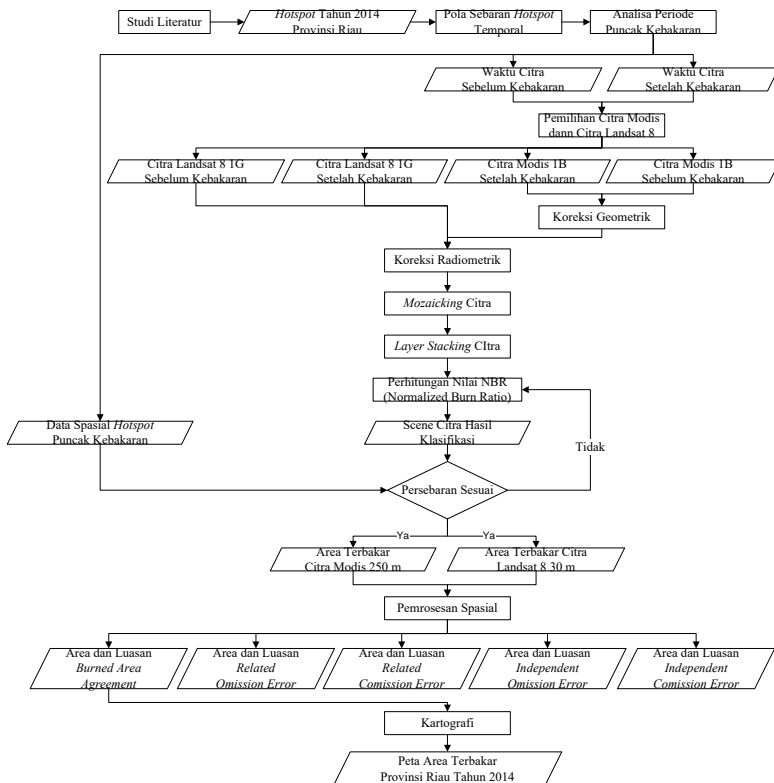 Studi Literatur
Hotspot Tahun 2014
Provinsi Riau
Pola Sebaran Hotspot
Temporal
Analisa Periode
Puncak Kebakaran
Waktu Citra
Sebelum Kebakaran
Waktu Citra
Setelah Kebakaran
Pemilihan Citra Modis
dann Citra Landsat 8
Citra Landsat 8 1G
Sebelum Kebakaran
Citra Landsat 8 1G
Setelah Kebakaran
Citra Modis 1B
Setelah Kebakaran
Citra Modis 1B
Sebelum Kebakaran
Koreksi Geometrik
Koreksi Radiometrik
Mozaicking Citra
Layer Stacking CItra
Perhitungan Nilai NBR
(Normalized Burn Ratio)
Data Spasial Hotspot
Puncak Kebakaran
Scene Citra Hasil
Klasifikasi
Tidak
Persebaran Sesuai
Ya
Ya
Area Terbakar
Citra Modis 250 m
Area Terbakar Citra
Landsat 8 30 m
Pemrosesan Spasial
Area dan Luasan
Burned Area
Agreement
Area dan Luasan
Related
Omission Error
Area dan Luasan
Related
Comission Error
Area dan Luasan
Independent
Omission Error
Area dan Luasan
Independent
Comission Error
Kartografi
Peta Area Terbakar
Provinsi Riau Tahun 2014